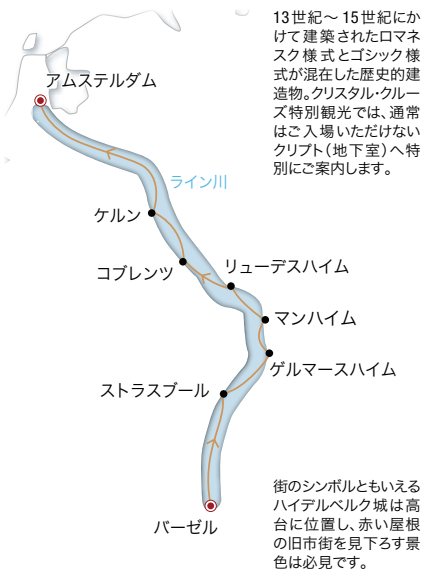 13世紀～15世紀にか
けて建築されたロマネ
スク様式とゴシック様
式が混在した歴史的建
造物。クリスタル・クルー
ズ特別観光では、通常
はご入場いただけない
クリプト（地下室）へ特
別にご案内します。
アムステルダム
ライン川
ケルン
コブレンツ
リューデスハイム
マンハイム
ゲルマースハイム
ストラスブール
バーゼル
街のシンボルともいえる
ハイデルベルク城は高
台に位置し、赤い屋根
の旧市街を見下ろす景
色は必見です。